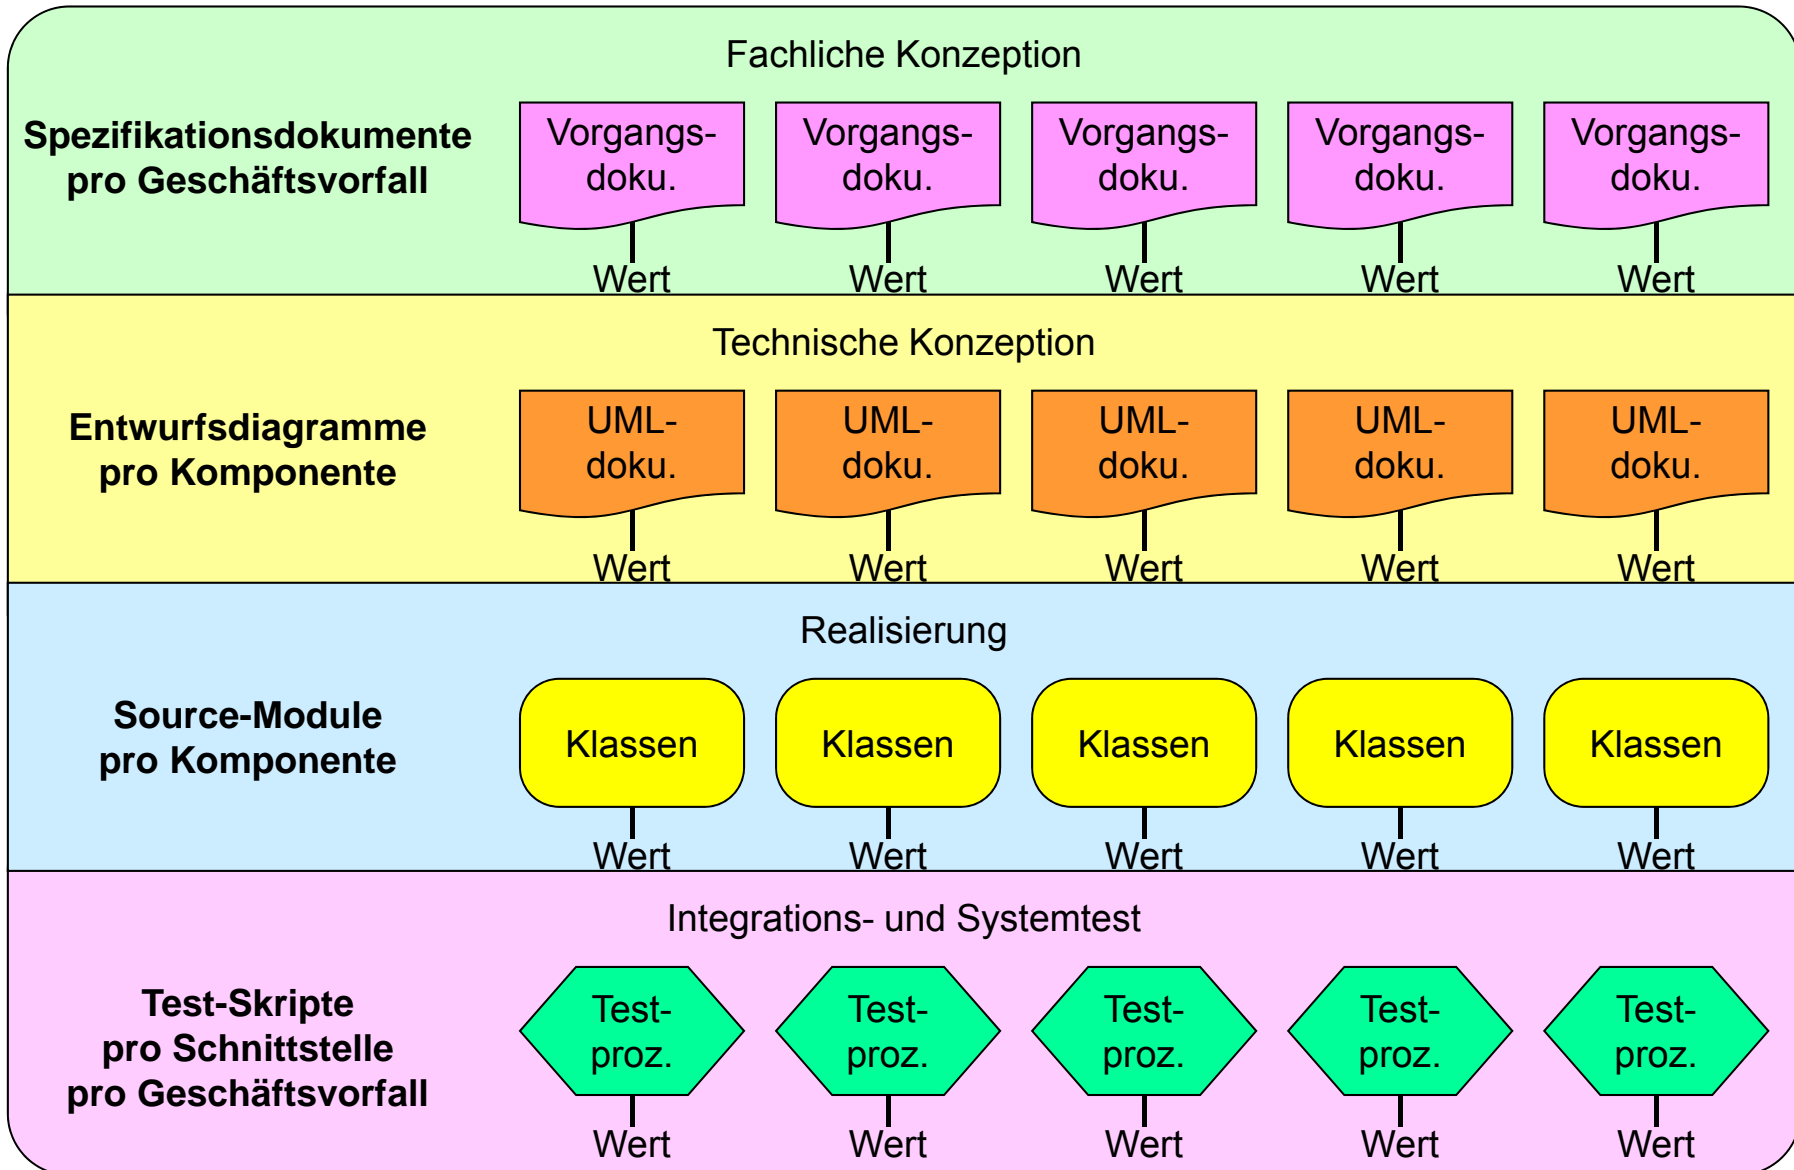 Fachliche Konzeption
Spezifikationsdokumente
pro Geschäftsvorfall
Vorgangs-
doku.
Vorgangs-
doku.
Vorgangs-
doku.
Vorgangs-
doku.
Vorgangs-
doku.
Wert
Wert
Wert
Wert
Wert
Technische Konzeption
Entwurfsdiagramme
pro Komponente
UML-
doku.
UML-
doku.
UML-
doku.
UML-
doku.
UML-
doku.
Wert
Wert
Wert
Wert
Wert
Realisierung
Source-Module
pro Komponente
Klassen
Klassen
Klassen
Klassen
Klassen
Wert
Wert
Wert
Wert
Wert
Integrations- und Systemtest
Test-Skripte
pro Schnittstelle
pro Geschäftsvorfall
Test-
proz.
Test-
proz.
Test-
proz.
Test-
proz.
Test-
proz.
Wert
Wert
Wert
Wert
Wert